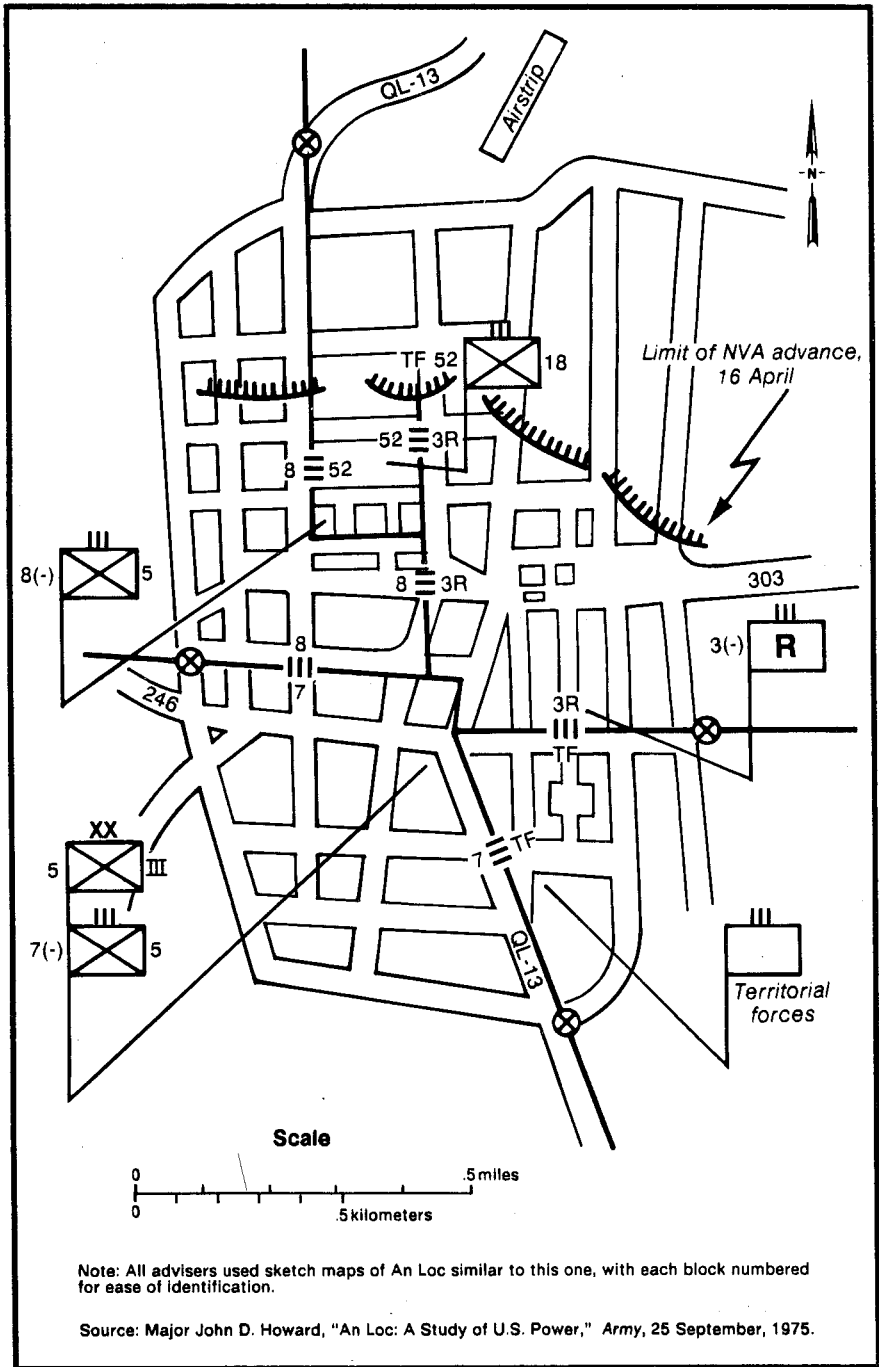 QL-13
Airstrip
-N-
TF 52
18
Limit of NVA advance,
16 April
52 3R
8 52
8(-) 5
8 3R
303
3(-) R
8
7
246
3R
TF
XX
5 III
7 TF
7(-) 5
QL-13
Territorial
forces
Scale
0 .5 miles
0 .5 kilometers
Note: All advisers used sketch maps of An Loc similar to this one, with each block numbered
for ease of identification.
Source: Major John D. Howard, "An Loc: A Study of U.S. Power," Army, 25 September, 1975.